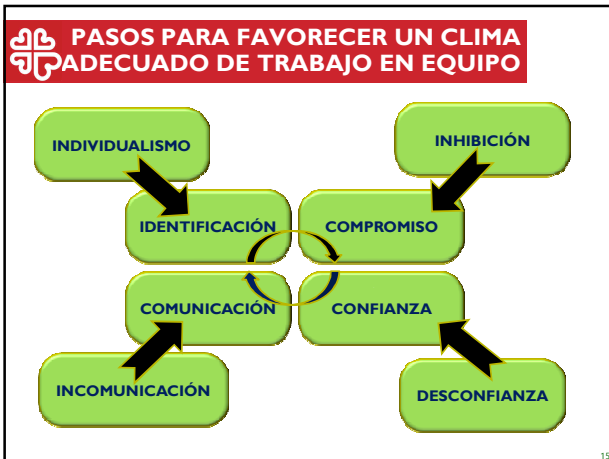 PASOS PARA FAVORECER UN CLIMA
ADECUADO DE TRABAJO EN EQUIPO
INDIVIDUALISMO
INHIBICIÓN
IDENTIFICACIÓN
COMPROMISO
COMUNICACIÓN
CONFIANZA
INCOMUNICACIÓN
DESCONFIANZA
15